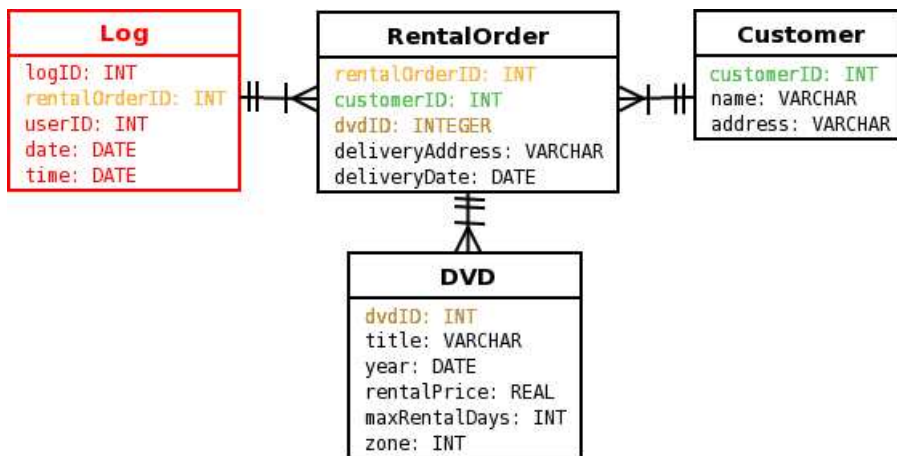 Log
logID: INT
rentalOrderID: INT
userID: INT
date: DATE
time: DATE
RentalOrder
rentalOrderID: INT
customerID: INT
dvdID: INTEGER
deliveryAddress: VARCHAR
deliveryDate: DATE
Customer
customerID: INT
name: VARCHAR
address: VARCHAR
DVD
dvdID: INT
title: VARCHAR
year: DATE
rentalPrice: REAL
maxRentalDays: INT
zone: INT